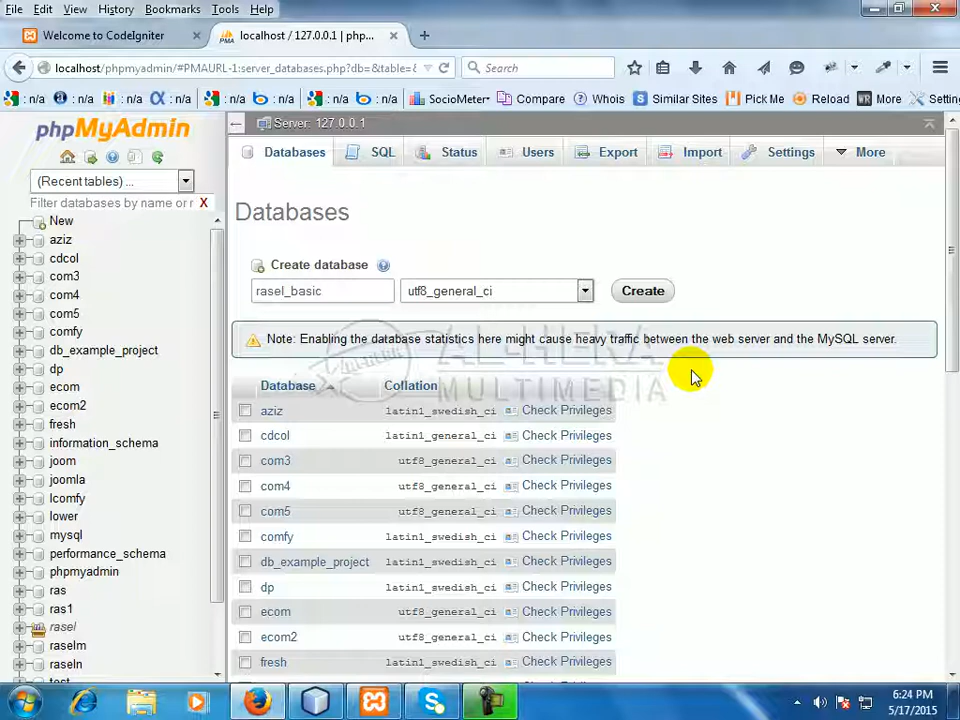 File Edit View History Bookmarks Tools Help
Welcome to CodeIgniter × localhost / 127.0.0.1 | php... × +
localhost/phpmyadmin/#PMAURL-1:server_databases.php?db=&table=& Search
: n/a : n/a : n/a : n/a : n/a : n/a : n/a : n/a SocioMeter Compare Whois Similar Sites Pick Me Reload More Setting
phpMyAdmin
(Recent tables) ...
Filter databases by name or r X
New
aziz
cdcol
com3
com4
com5
comfy
db_example_project
dp
ecom
ecom2
fresh
information_schema
joom
joomla
lcomfy
lower
mysql
performance_schema
phpmyadmin
ras
ras1
rasel
raselm
raseln
test
Server: 127.0.0.1
Databases SQL Status Users Export Import Settings More
Databases
Create database
rasel_basic utf8_general_ci Create
Note: Enabling the database statistics here might cause heavy traffic between the web server and the MySQL server.
AL-HERA
MULTIMEDIA
Database Collation
aziz latin1_swedish_ci Check Privileges
cdcol latin1_general_ci Check Privileges
com3 utf8_general_ci Check Privileges
com4 utf8_general_ci Check Privileges
com5 utf8_general_ci Check Privileges
comfy latin1_swedish_ci Check Privileges
db_example_project latin1_swedish_ci Check Privileges
dp latin1_swedish_ci Check Privileges
ecom utf8_general_ci Check Privileges
ecom2 utf8_general_ci Check Privileges
fresh latin1_swedish_ci Check Privileges
6:24 PM
5/17/2015